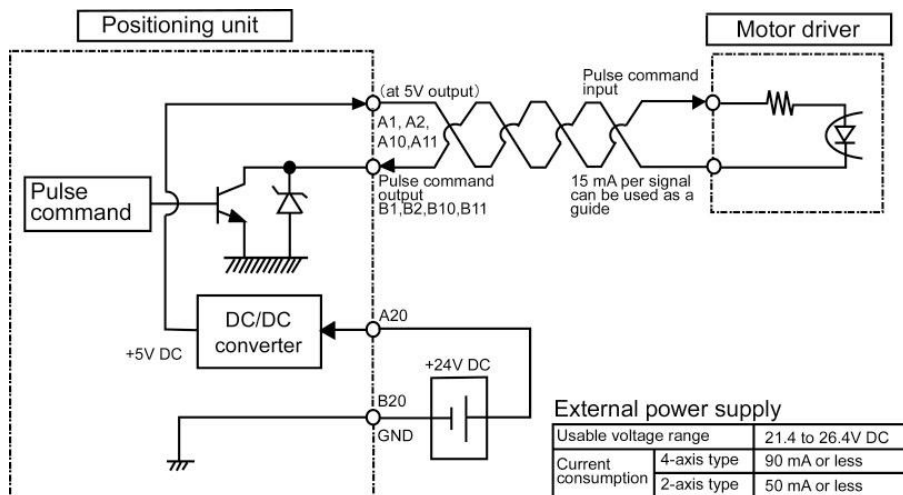 Positioning unit
Motor driver
(at 5V output)
A1, A2,
A10,A11
Pulse command
input
Pulse
command
Pulse command
output
B1,B2,B10,B11
15 mA per signal
can be used as a
guide
DC/DC
converter
+5V DC
A20
+24V DC
B20
GND
External power supply
Usable voltage range 21.4 to 26.4V DC
Current
consumption
4-axis type 90 mA or less
2-axis type 50 mA or less